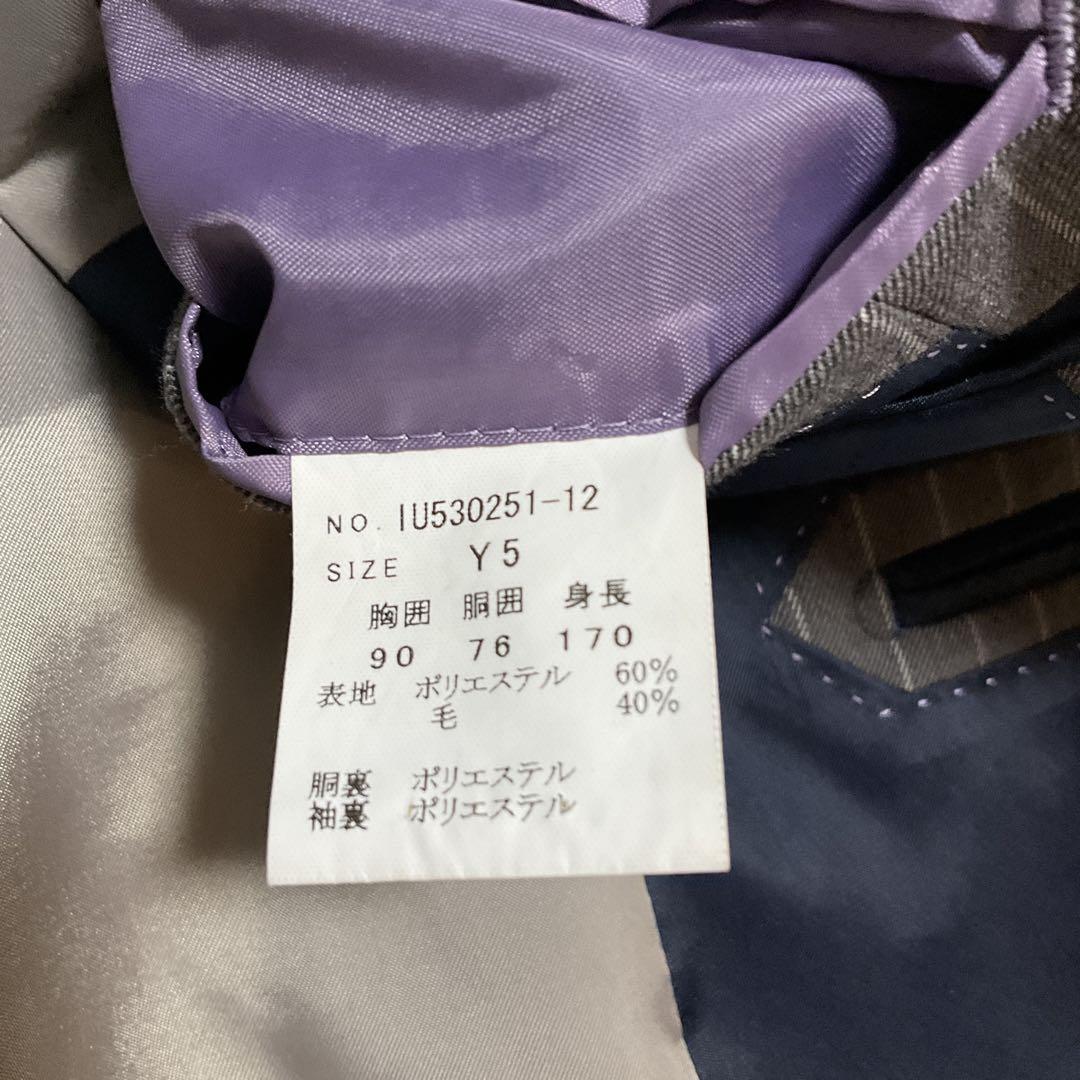 NO. IU530251-12
SIZE Y5
胸囲 胴囲 身長
90 76 170
表地 ポリエステル 60%
毛 40%
胴裏 ポリエステル
袖裏 ポリエステル